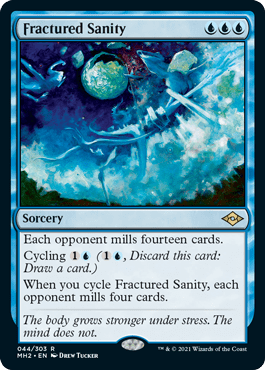 Fractured Sanity
Sorcery
Each opponent mills fourteen cards.
Cycling 1 (1, Discard this card:
Draw a card.)
When you cycle Fractured Sanity, each
opponent mills four cards.
The body grows stronger under stress. The
mind does not.
044/303 R
MH2 • EN DREW TUCKER
™ & © 2021 Wizards of the Coast